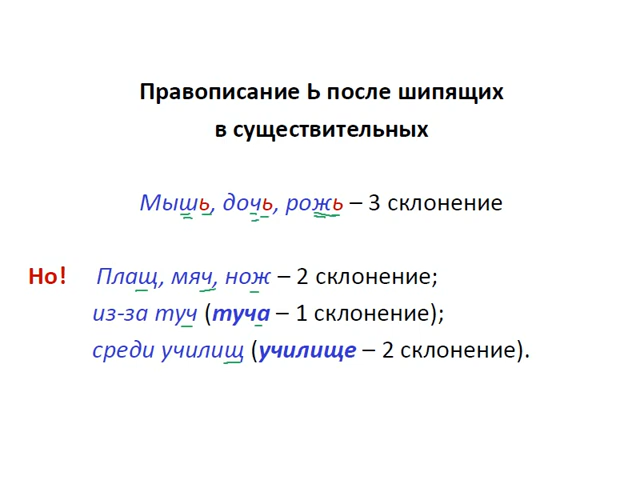 Правописание Ь после шипящих
в существительных
Мышь, дочь, рожь – 3 склонение
Но! Плащ, мяч, нож – 2 склонение;
из-за туч (туча – 1 склонение);
среди училищ (училище – 2 склонение).